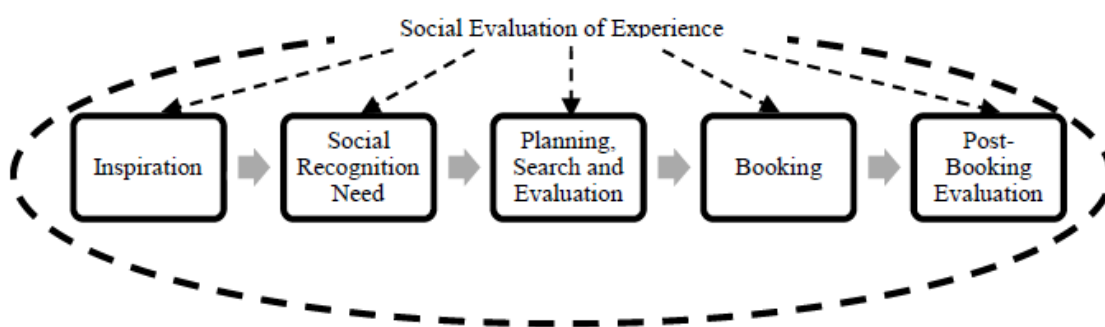 Social Evaluation of Experience
Inspiration
Social
Recognition
Need
Planning,
Search and
Evaluation
Booking
Post-
Booking
Evaluation